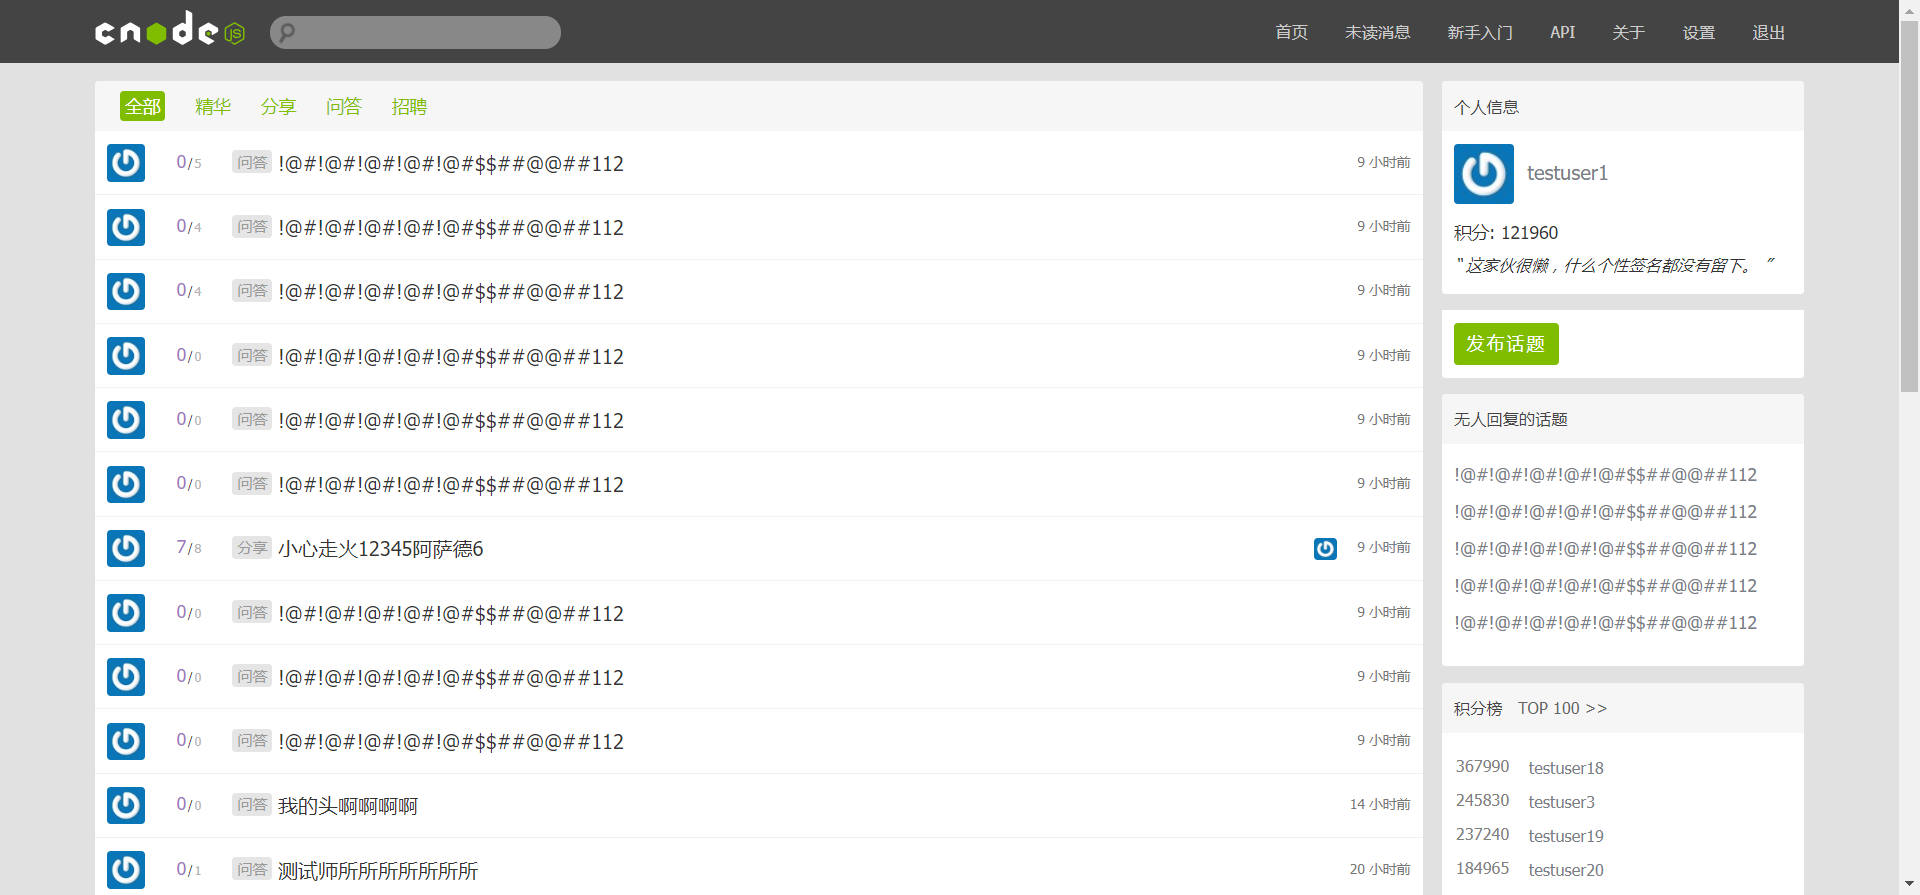 cnode JS
首页 未读消息 新手入门 API 关于 设置 退出
全部 精华 分享 问答 招聘
0/5 问答 !@#!@#!@#!@#!@#$$##@@##112 9 小时前
0/4 问答 !@#!@#!@#!@#!@#$$##@@##112 9 小时前
0/4 问答 !@#!@#!@#!@#!@#$$##@@##112 9 小时前
0/0 问答 !@#!@#!@#!@#!@#$$##@@##112 9 小时前
0/0 问答 !@#!@#!@#!@#!@#$$##@@##112 9 小时前
0/0 问答 !@#!@#!@#!@#!@#$$##@@##112 9 小时前
7/8 分享 小心走火12345阿萨德6 9 小时前
0/0 问答 !@#!@#!@#!@#!@#$$##@@##112 9 小时前
0/0 问答 !@#!@#!@#!@#!@#$$##@@##112 9 小时前
0/0 问答 !@#!@#!@#!@#!@#$$##@@##112 9 小时前
0/0 问答 我的头啊啊啊啊 14 小时前
0/1 问答 测试师所所所所所所所 20 小时前
个人信息
testuser1
积分: 121960
“ 这家伙很懒，什么个性签名都没有留下。 ”
发布话题
无人回复的话题
!@#!@#!@#!@#!@#$$##@@##112
!@#!@#!@#!@#!@#$$##@@##112
!@#!@#!@#!@#!@#$$##@@##112
!@#!@#!@#!@#!@#$$##@@##112
!@#!@#!@#!@#!@#$$##@@##112
积分榜 TOP 100 >>
367990 testuser18
245830 testuser3
237240 testuser19
184965 testuser20